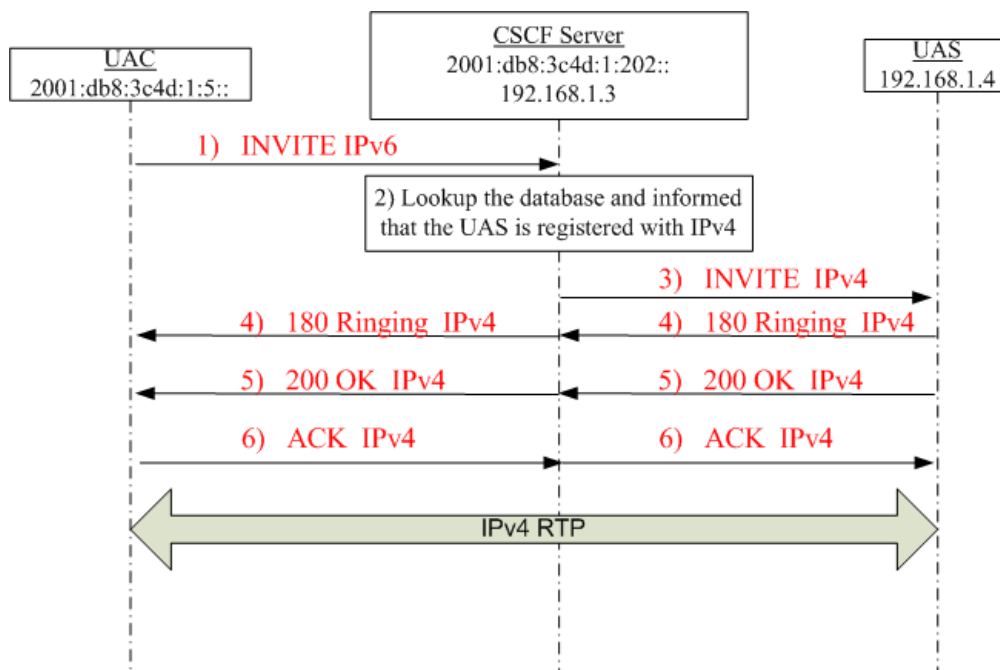 UAC
2001:db8:3c4d:1:5::
CSCF Server
2001:db8:3c4d:1:202::
192.168.1.3
UAS
192.168.1.4
1) INVITE IPv6
2) Lookup the database and informed
that the UAS is registered with IPv4
3) INVITE IPv4
4) 180 Ringing IPv4
4) 180 Ringing IPv4
5) 200 OK IPv4
5) 200 OK IPv4
6) ACK IPv4
6) ACK IPv4
IPv4 RTP